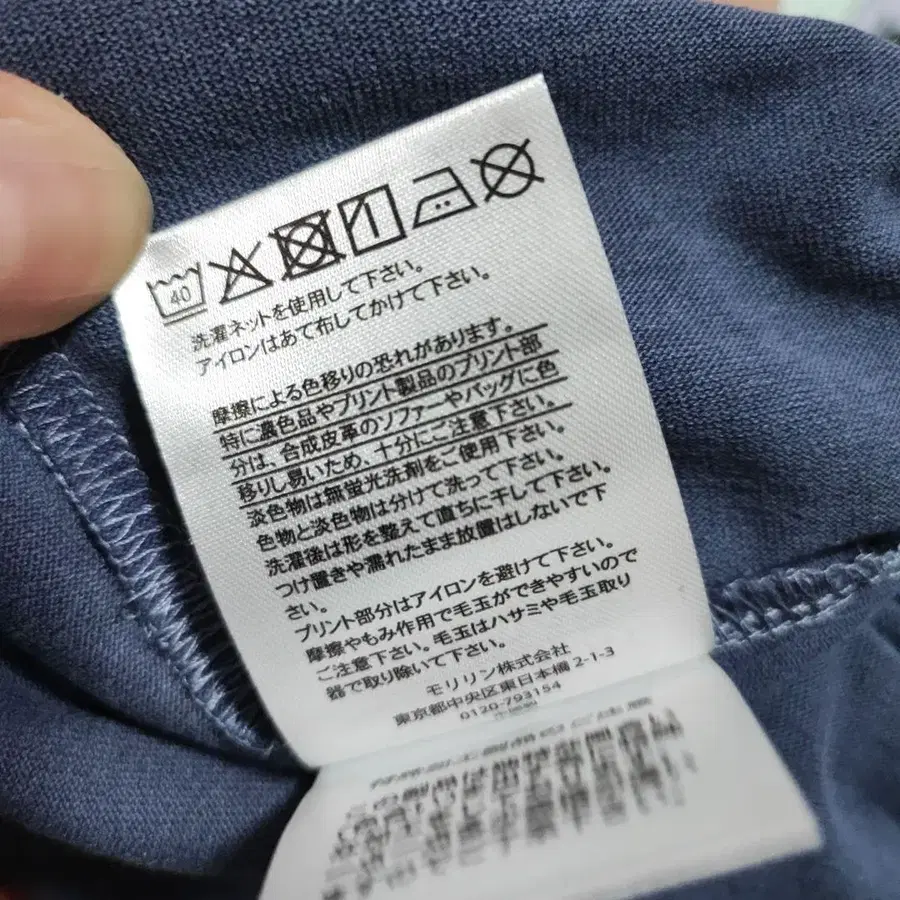 40
洗濯ネットを使用して下さい。
アイロンはあて布してかけて下さい。
摩擦による色移りの恐れがあります。
特に濃色品やプリント製品のプリント部
分は、合成皮革のソファーやバッグに色
移りし易いため、十分にご注意下さい。
淡色物は無蛍光洗剤をご使用下さい。
色物と淡色物は分けて洗って下さい。
洗濯後は形を整えて直ちに干して下さい。
つけ置きや濡れたまま放置はしないで下
さい。
プリント部分はアイロンを避けて下さい。
摩擦やもみ作用で毛玉ができやすいので
ご注意下さい。毛玉はハサミや毛玉取り
器で取り除いて下さい。
モリリン株式会社
東京都中央区東日本橋2-1-3
0120-793154